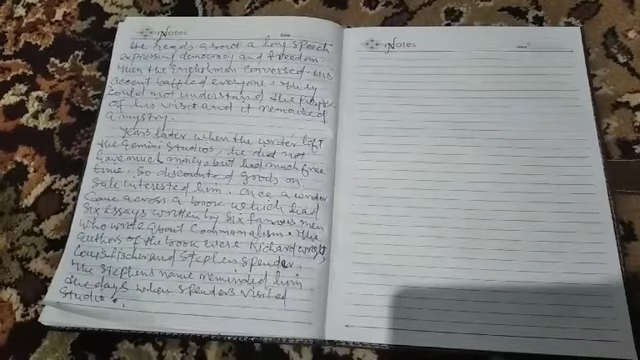 Notes
He reads about a long speech
expressing democracy and freedom.
When the Englishman conversed. His
accent baffled everyone. They
could not understand the purpose
of his visit and it remained
a mystry.
Years later when the writer left
the Gemini Studios, he did not
have much money but had much free
time. So discounted goods on
Sale interested him. Once a writer
came across a book which had
Six essays written by Six famous men
who wrote about Communalism. The
authors of the book were Richard wright
Louis fischer and Stephen spender.
The Stephens name reminded him
the days when spenders visited
Studio.
Notes